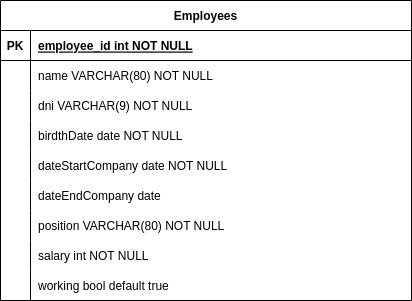 Employees
PK employee_id int NOT NULL
name VARCHAR(80) NOT NULL
dni VARCHAR(9) NOT NULL
birdthDate date NOT NULL
dateStartCompany date NOT NULL
dateEndCompany date
position VARCHAR(80) NOT NULL
salary int NOT NULL
working bool default true